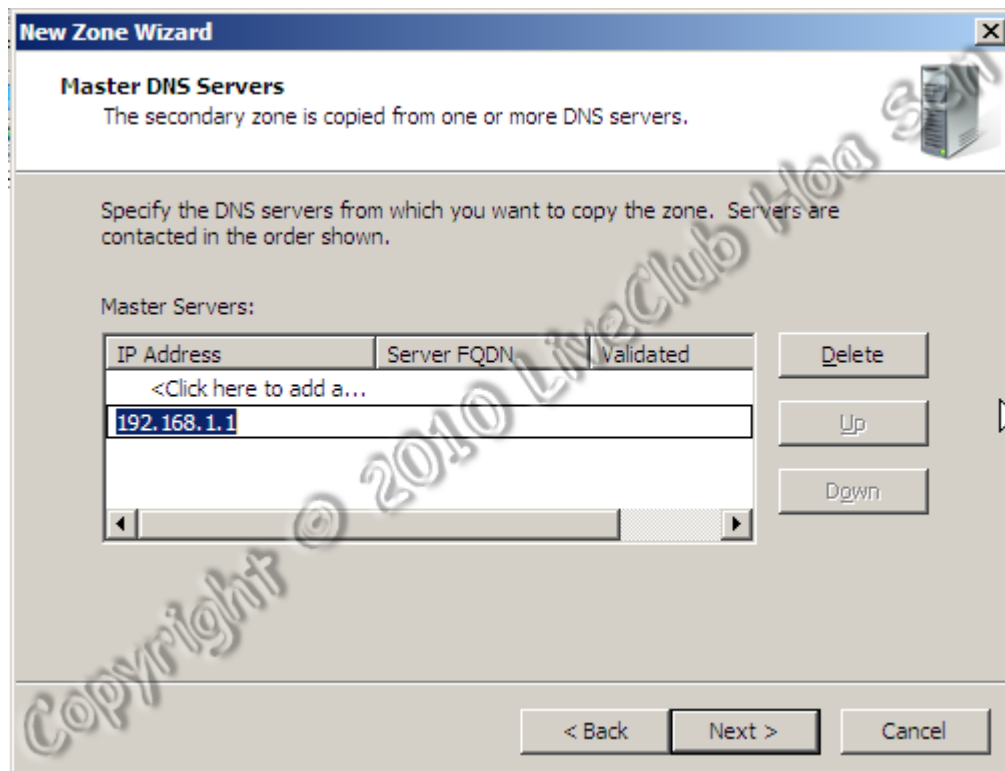 New Zone Wizard
Master DNS Servers
The secondary zone is copied from one or more DNS servers.
Specify the DNS servers from which you want to copy the zone. Servers are
contacted in the order shown.
Master Servers:
IP Address Server FQDN Validated
<Click here to add a...
192.168.1.1
Delete
Up
Down
< Back Next > Cancel
Copyright © 2010 LiveClub Hoa Sen